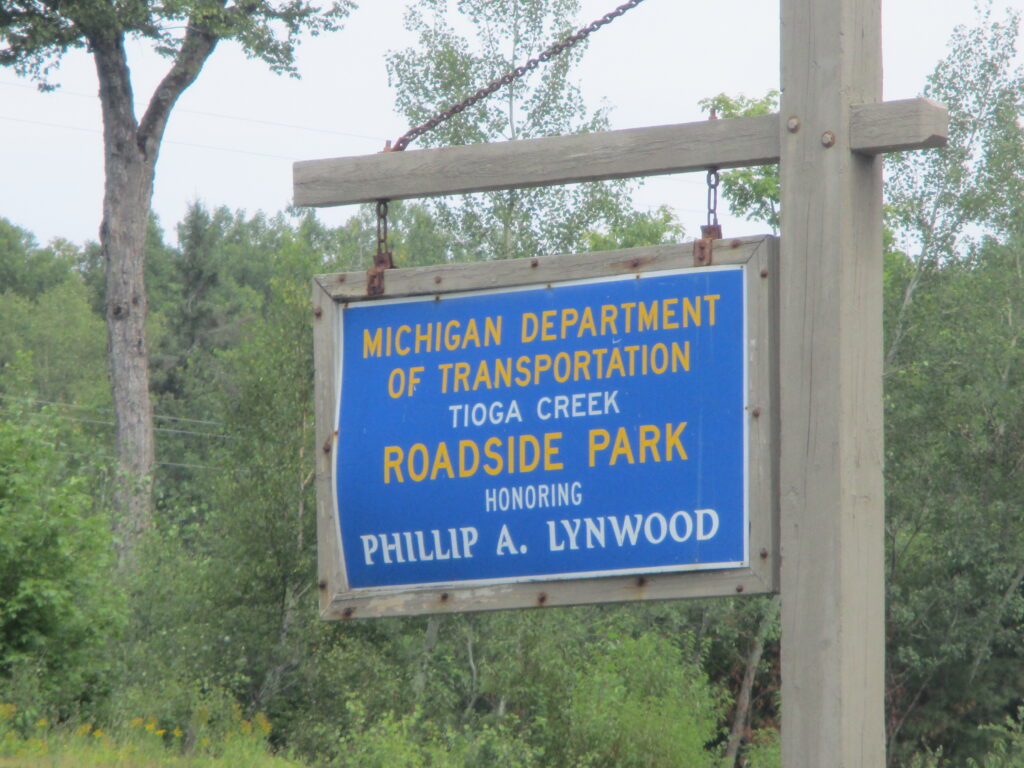 MICHIGAN DEPARTMENT
OF TRANSPORTATION
TIOGA CREEK
ROADSIDE PARK
HONORING
PHILLIP A. LYNWOOD